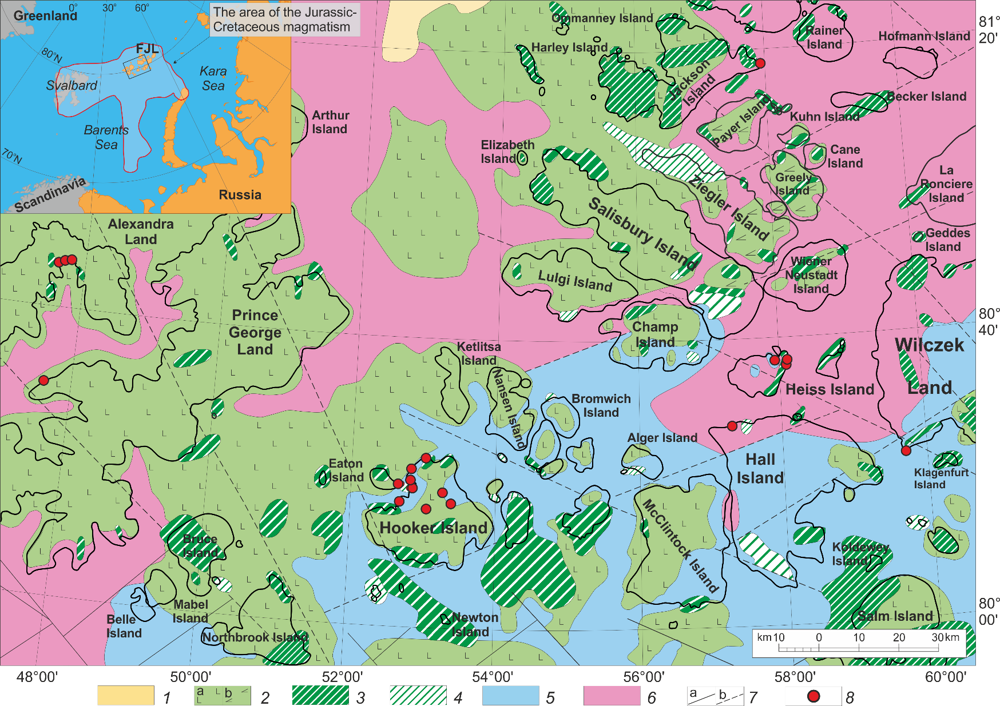 Greenland
0°
30°
60°
The area of the Jurassic-
Cretaceous magmatism
80°N
FJL
Svalbard
Kara
Sea
Barents
Sea
70°N
Scandinavia
Russia
Ommanney Island
Harley Island
Rainer
Island
Hofmann Island
81°
20'
Jackson
Island
Becker Island
Payer Island
Kuhn Island
Arthur
Island
Elizabeth
Island
Cane
Island
Greely
Island
La
Ronciere
Island
Ziegler Island
Salisbury Island
Alexandra
Land
Geddes
Island
Wiener
Neustadt
Island
Lulgi Island
Prince
George
Land
80°
40'
Champ
Island
Ketlitsa
Island
Wilczek
Land
Nansen Island
Heiss Island
Bromwich
Island
Alger Island
Hall
Island
Eaton
Island
Klagenfurt
Island
Hooker Island
McClintock Island
Bruce
Island
Koldewey
Island
Mabel
Island
Belle
Island
Newton
Island
Salm Island
80°
00'
Northbrook Island
km 10 0 10 20 30 km
48°00' 50°00' 52°00' 54°00' 56°00' 58°00' 60°00'
1 a L b 2 3 4 5 6 a b 7 8